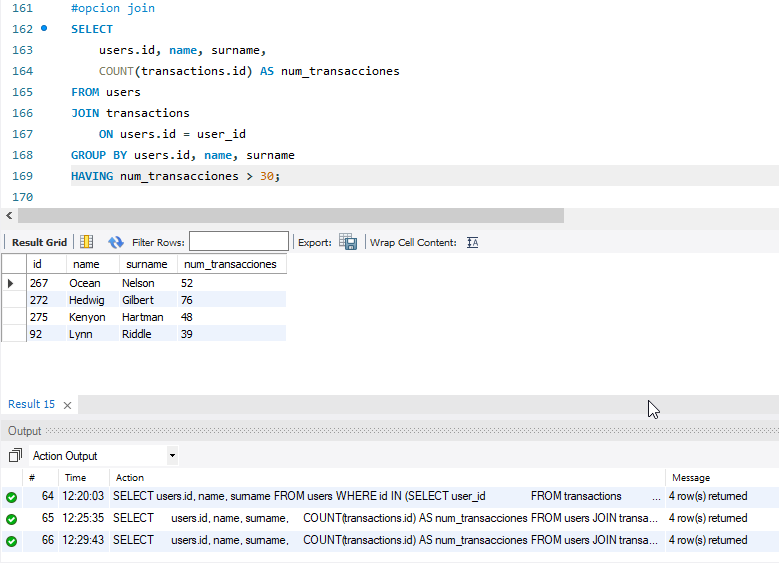 161 #opcion join
162 SELECT
163 users.id, name, surname,
164 COUNT(transactions.id) AS num_transacciones
165 FROM users
166 JOIN transactions
167 ON users.id = user_id
168 GROUP BY users.id, name, surname
169 HAVING num_transacciones > 30;
170
Result Grid Filter Rows: Export: Wrap Cell Content:
id name surname num_transacciones
267 Ocean Nelson 52
272 Hedwig Gilbert 76
275 Kenyon Hartman 48
92 Lynn Riddle 39
Result 15
Output
Action Output
# Time Action Message
64 12:20:03 SELECT users.id, name, surname FROM users WHERE id IN (SELECT user_id FROM transactions ... 4 row(s) returned
65 12:25:35 SELECT users.id, name, surname, COUNT(transactions.id) AS num_transacciones FROM users JOIN transa... 4 row(s) returned
66 12:29:43 SELECT users.id, name, surname, COUNT(transactions.id) AS num_transacciones FROM users JOIN transa... 4 row(s) returned